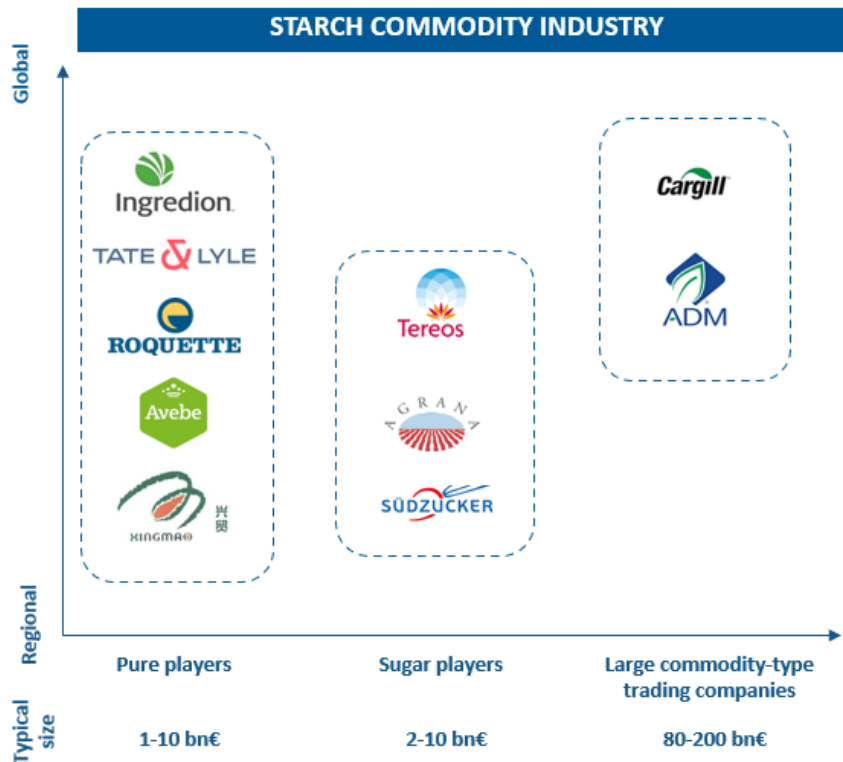 STARCH COMMODITY INDUSTRY
Global
Ingredion
TATE & LYLE
ROQUETTE
Avebe
XINGMAO
兴贸
Tereos
AGRANA
SÜDZUCKER
Cargill
ADM
Regional
Pure players
Sugar players
Large commodity-type
trading companies
Typical
size
1-10 bn€
2-10 bn€
80-200 bn€